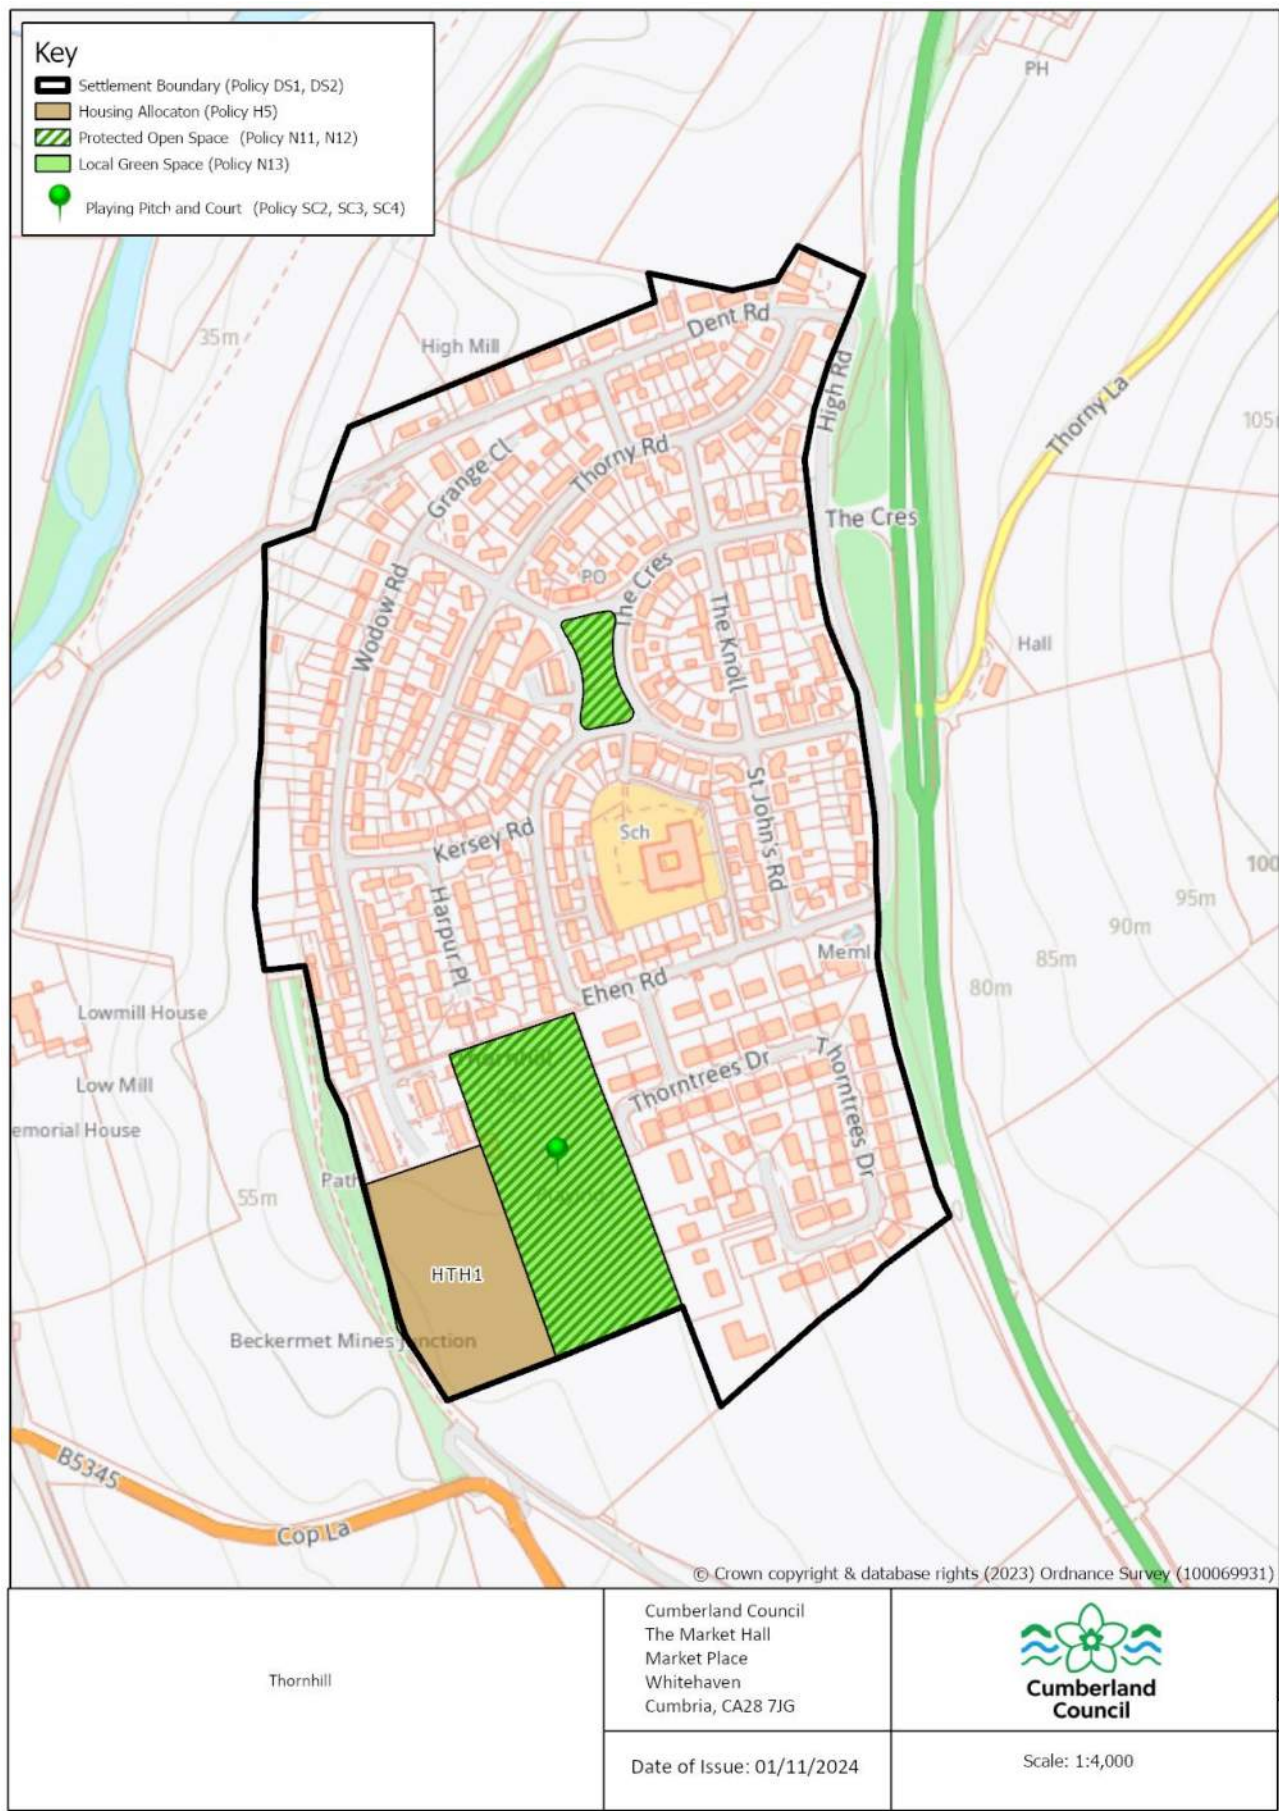 Key
Settlement Boundary (Policy DS1, DS2)
Housing Allocaton (Policy H5)
Protected Open Space (Policy N11, N12)
Local Green Space (Policy N13)
Playing Pitch and Court (Policy SC2, SC3, SC4)
PH
35m
High Mill
Dent Rd
High Rd
Thorny La
Grange Cl
Thorny Rd
The Cres
PO
The Cres
Wodow Rd
The Knoll
Hall
St John's Rd
Sch
Kersey Rd
Harpur Pl
100
95m
90m
85m
80m
Meml
Ehen Rd
Lowmill House
Low Mill
emorial House
Thorntrees Dr
Thorntrees Dr
Path
55m
HTH1
Beckermet Mines Junction
B5345
Cop La
© Crown copyright & database rights (2023) Ordnance Survey (100069931)
Thornhill
Cumberland Council
The Market Hall
Market Place
Whitehaven
Cumbria, CA28 7JG
Cumberland
Council
Date of Issue: 01/11/2024
Scale: 1:4,000